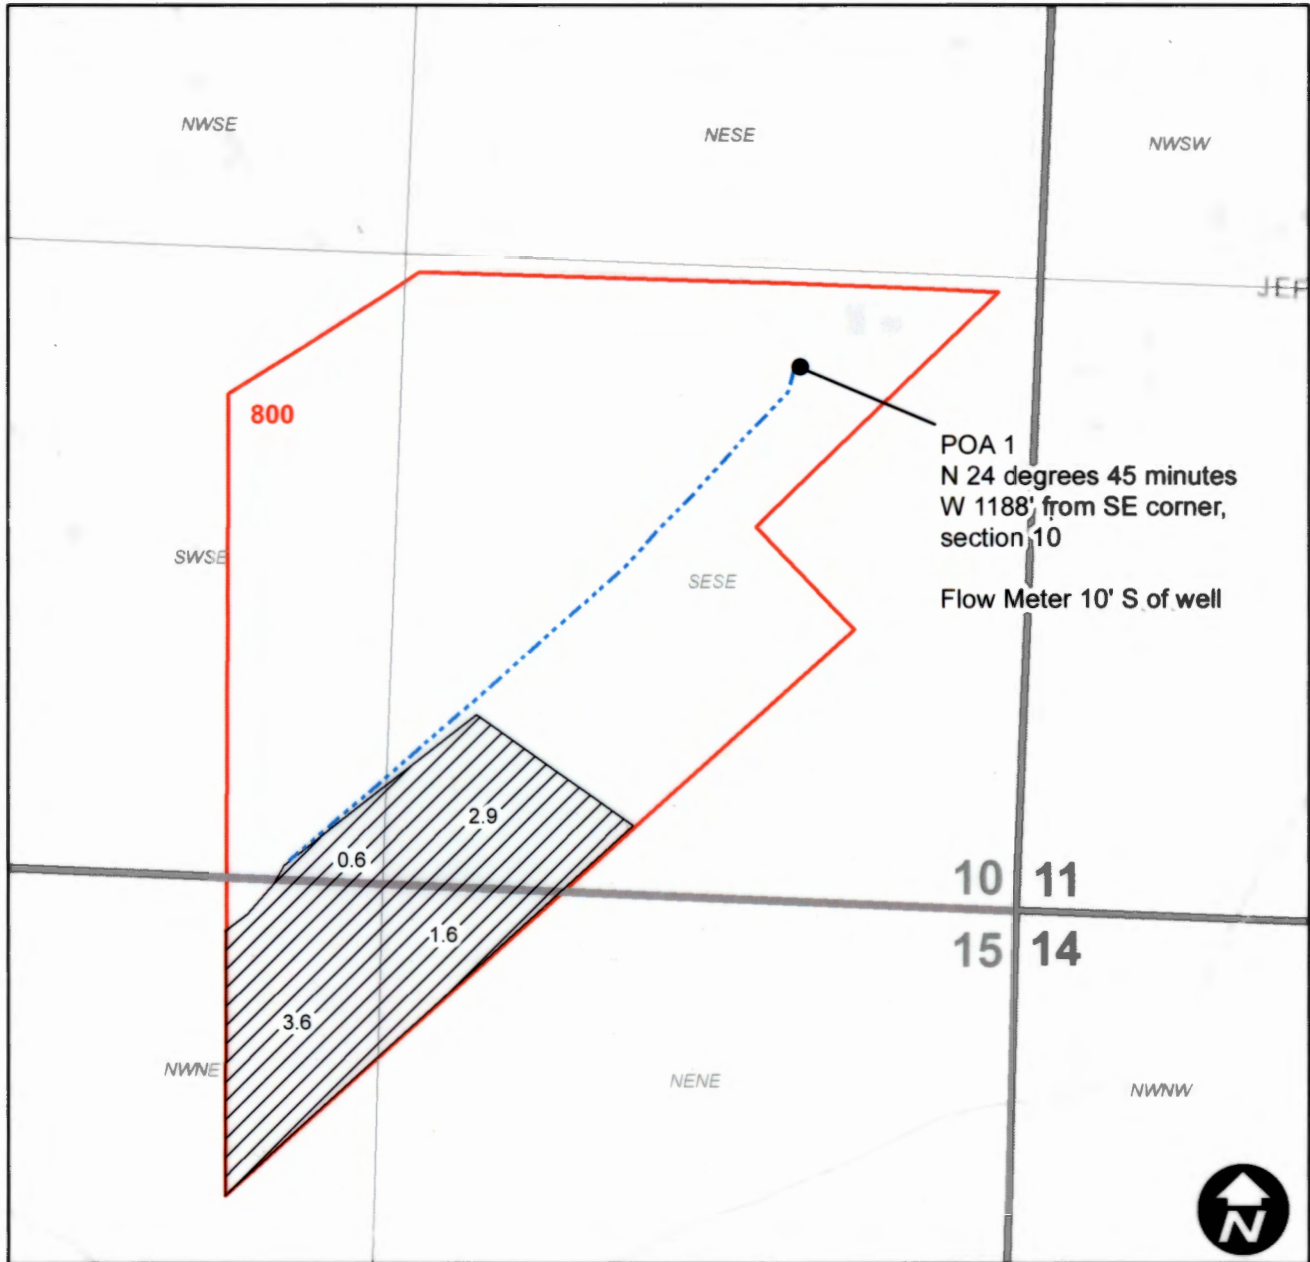 NWSE
NESE
NWSW
JEF
800
POA 1
N 24 degrees 45 minutes
W 1188' from SE corner,
section 10
SWSE
SESE
Flow Meter 10' S of well
2.9
0.6
10 11
15 14
1.6
3.6
NWNE
NENE
NWNW
N